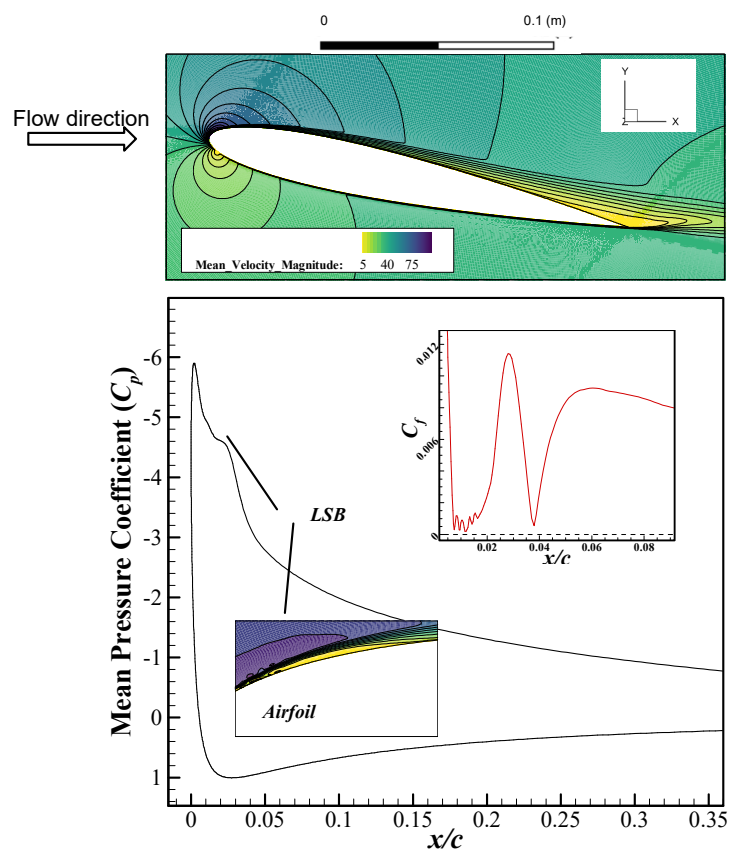 0 0.1 (m)
Flow direction
Y
Z X
Mean_Velocity_Magnitude: 5 40 75
Mean Pressure Coefficient (Cp)
-6
-5
-4
-3
-2
-1
0
1
LSB
Airfoil
Cf
0.012
0.006
0
0.02 0.04 0.06 0.08
x/c
0 0.05 0.1 0.15 0.2 0.25 0.3 0.35
x/c